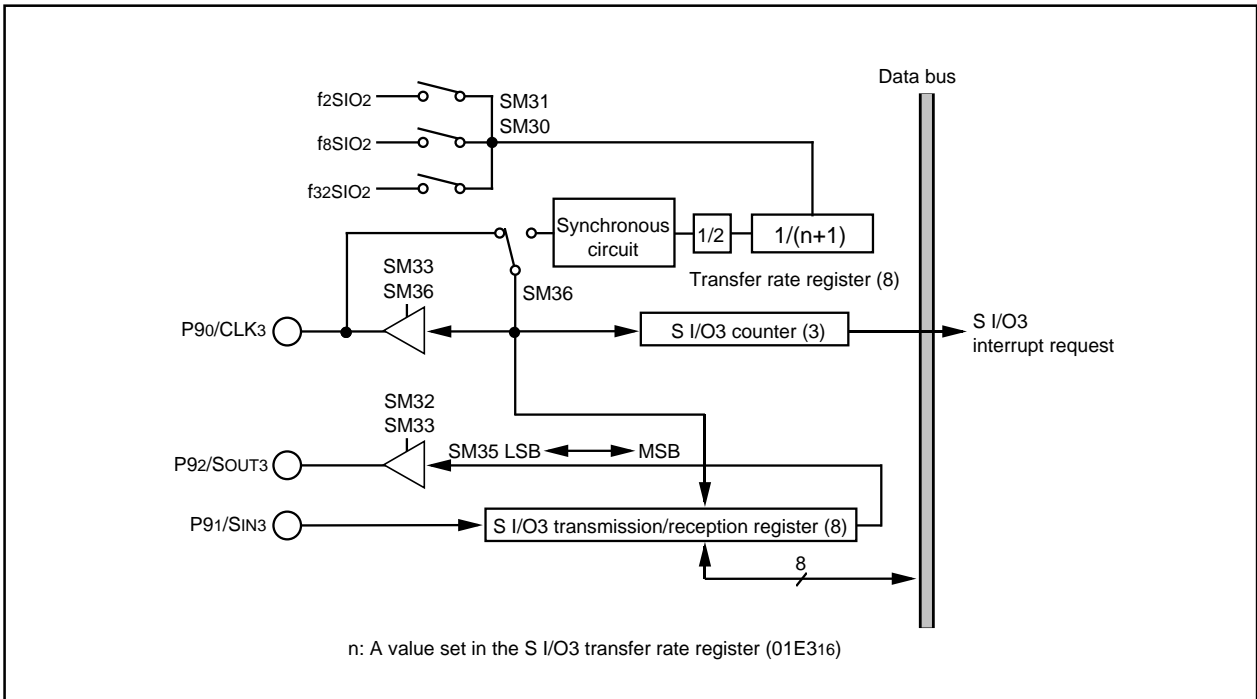 Data bus
f2SIO2
SM31
SM30
f8SIO2
f32SIO2
Synchronous
circuit
1/2
1/(n+1)
Transfer rate register (8)
SM33
SM36
SM36
P90/CLK3
S I/O3 counter (3)
S I/O3
interrupt request
SM32
SM33
SM35 LSB
MSB
P92/SOUT3
P91/SIN3
S I/O3 transmission/reception register (8)
8
n: A value set in the S I/O3 transfer rate register (01E316)